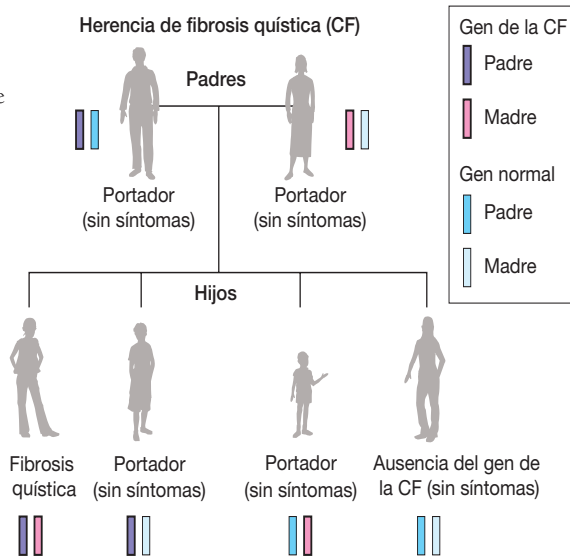 Herencia de fibrosis quística (CF)
e
Padres
Portador
(sin síntomas)
Portador
(sin síntomas)
Gen de la CF
Padre
Madre
Gen normal
Padre
Madre
Hijos
Fibrosis
quística
Portador
(sin síntomas)
Portador
(sin síntomas)
Ausencia del gen de
la CF (sin síntomas)